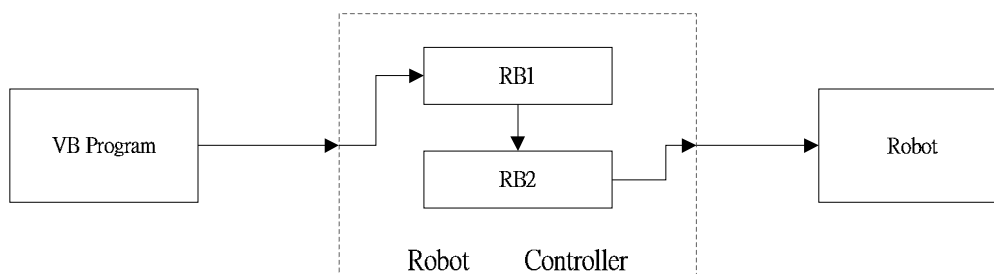 VB Program
RB1
RB2
Robot
Robot Controller